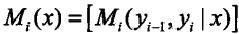 M_i(x) = [M_i(y_{i-1}, y_i | x)]